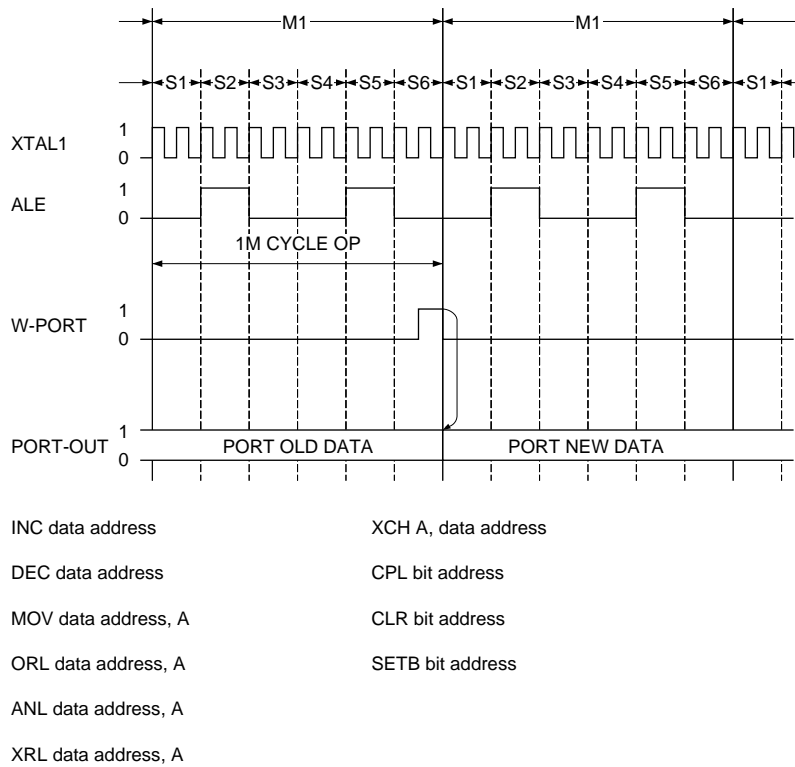 M1 M1
S1 S2 S3 S4 S5 S6 S1 S2 S3 S4 S5 S6 S1
XTAL1 1
0
ALE 1
0
1M CYCLE OP
W-PORT 1
0
PORT-OUT 1 PORT OLD DATA PORT NEW DATA
0
INC data address XCH A, data address
DEC data address CPL bit address
MOV data address, A CLR bit address
ORL data address, A SETB bit address
ANL data address, A
XRL data address, A